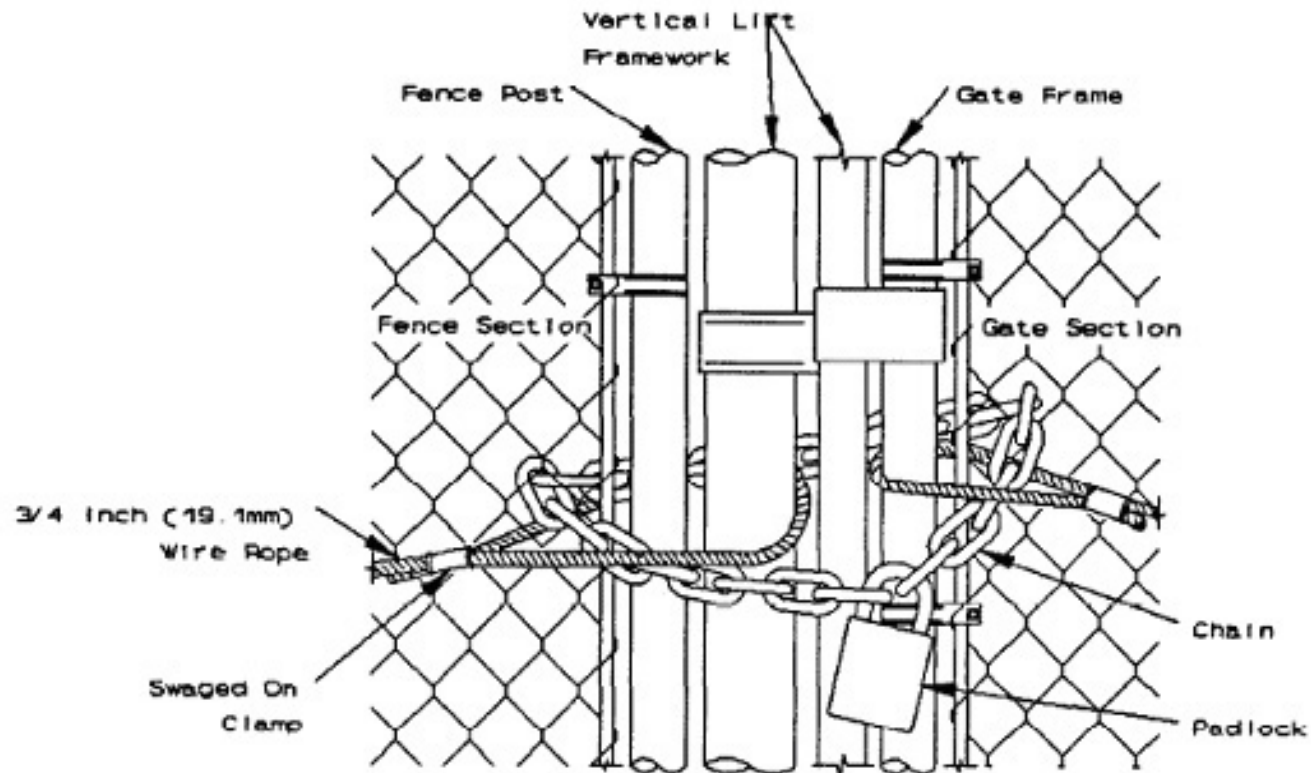 Vertical Lift
Framework
Fence Post
Gate Frame
Fence Section
Gate Section
3/4 Inch (19.1mm)
Wire Rope
Chain
Swaged On
Clamp
Padlock